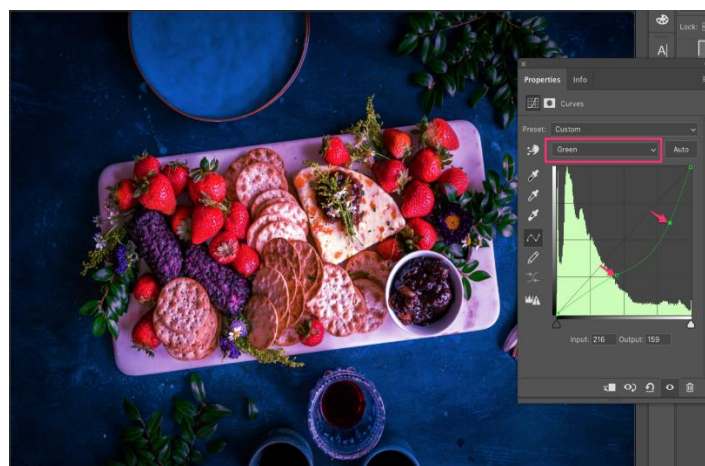 Lock:
A|
Properties Info
Curves
Preset: Custom
Green Auto
Input: 216 Output: 159